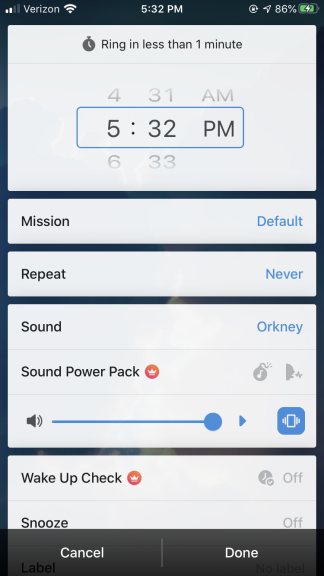 Verizon 5:32 PM 86%
Ring in less than 1 minute
4 31 AM
5 : 32 PM
6 33
Mission Default
Repeat Never
Sound Orkney
Sound Power Pack
Wake Up Check Off
Snooze Off
Cancel Done
Label No label